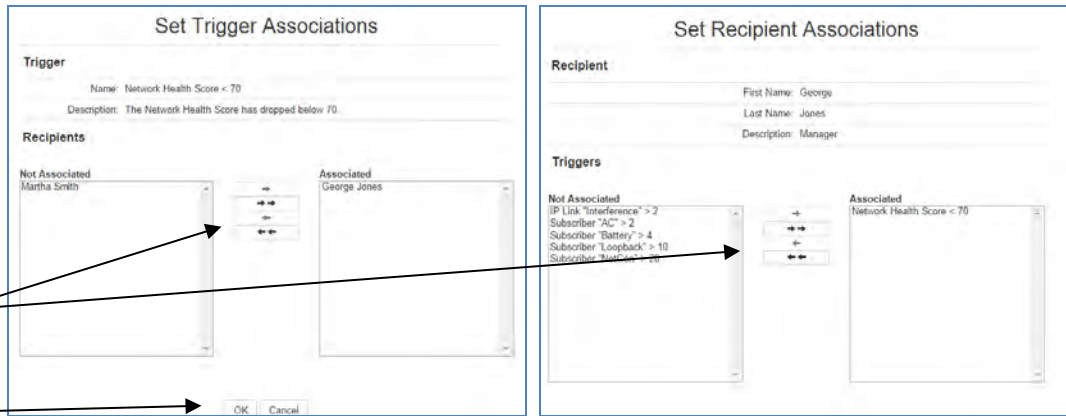 Set Trigger Associations
Trigger
Name: Network Health Score < 70
Description: The Network Health Score has dropped below 70.
Recipients
Not Associated
Associated
Martha Smith
George Jones
OK
Cancel
Set Recipient Associations
Recipient
First Name: George
Last Name: Jones
Description: Manager
Triggers
Not Associated
Associated
IP Link "Interference" > 2
Subscriber "AC" > 2
Subscriber "Battery" > 4
Subscriber "Loopback" > 10
Subscriber "NetCon" > 20
Network Health Score < 70